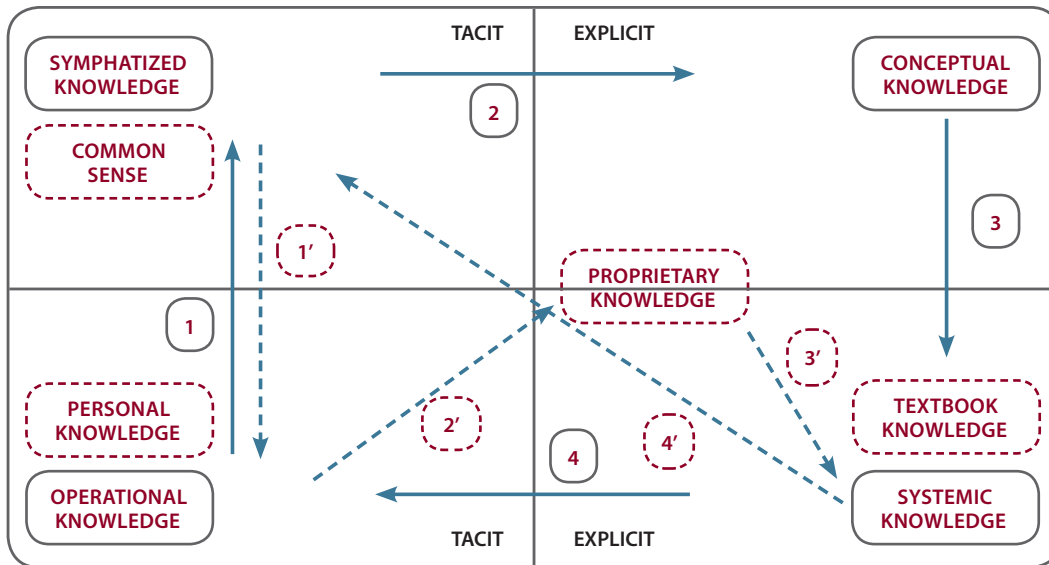 TACIT
EXPLICIT
SYMPHATIZED
KNOWLEDGE
CONCEPTUAL
KNOWLEDGE
2
COMMON
SENSE
3
1′
PROPRIETARY
KNOWLEDGE
1
3′
PERSONAL
KNOWLEDGE
2′
4′
TEXTBOOK
KNOWLEDGE
4
OPERATIONAL
KNOWLEDGE
SYSTEMIC
KNOWLEDGE
TACIT
EXPLICIT